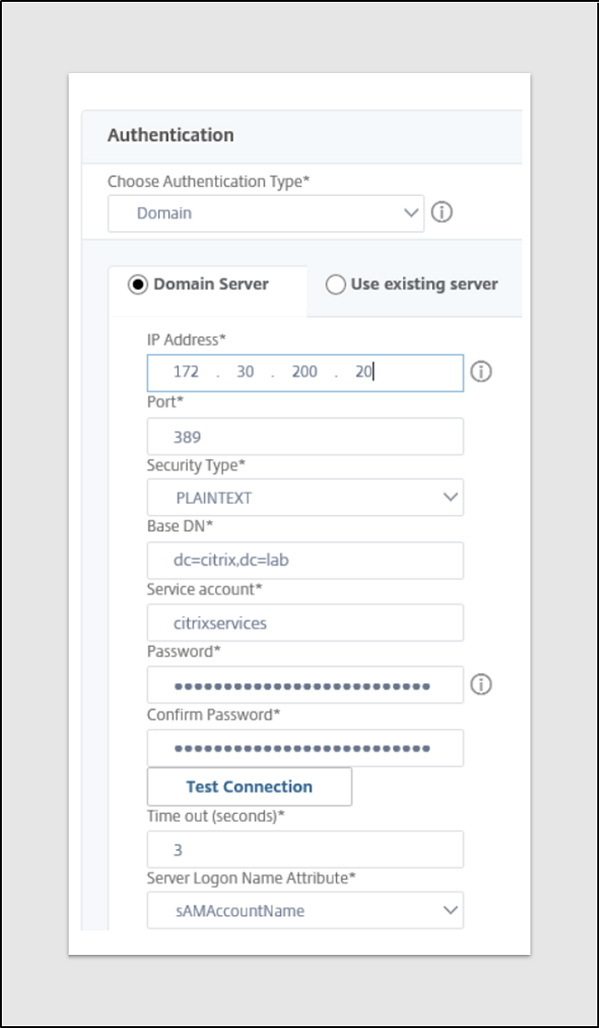 Authentication
Choose Authentication Type*
Domain
Domain Server Use existing server
IP Address*
172 . 30 . 200 . 20
Port*
389
Security Type*
PLAINTEXT
Base DN*
dc=citrix,dc=lab
Service account*
citrixservices
Password*
••••••••••••••••••••••••••
Confirm Password*
••••••••••••••••••••••••••
Test Connection
Time out (seconds)*
3
Server Logon Name Attribute*
sAMAccountName